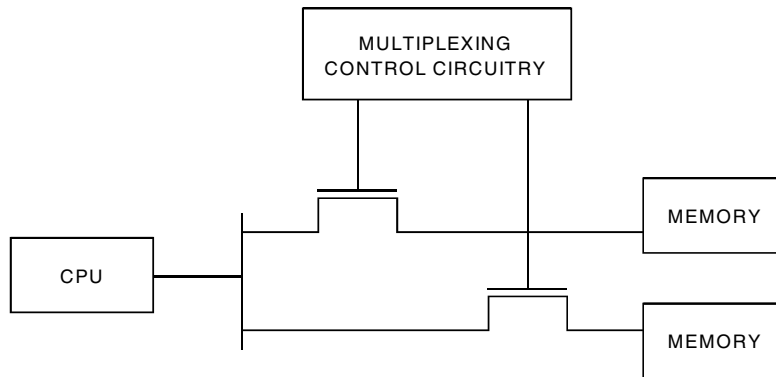 MULTIPLEXING
CONTROL CIRCUITRY
MEMORY
CPU
MEMORY